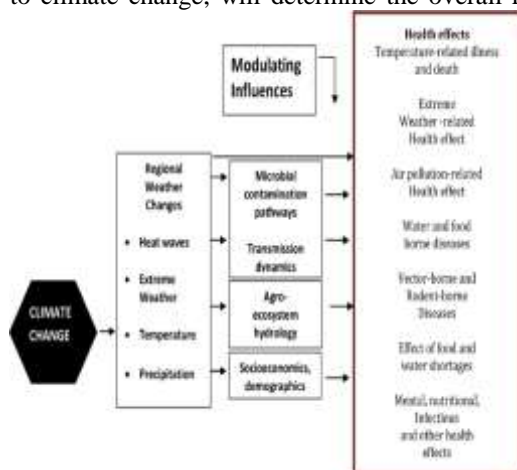 to climate change, will determine the overall
Modulating
Influences
CLIMATE
CHANGE
Regional
Weather
Changes
• Heat waves
• Extreme
Weather
• Temperature
• Precipitation
Microbial
contamination
pathways
Transmission
dynamics
Agro-
ecosystem
hydrology
Socioeconomics,
demographics
Health effects
Temperature-related illness
and death
Extreme
Weather -related
Health effect
Air pollution-related
Health effect
Water and food
borne diseases
Vector-borne and
Rodent-borne
Diseases
Effect of food and
water shortages
Mental, nutritional,
Infectious
and other health
effects